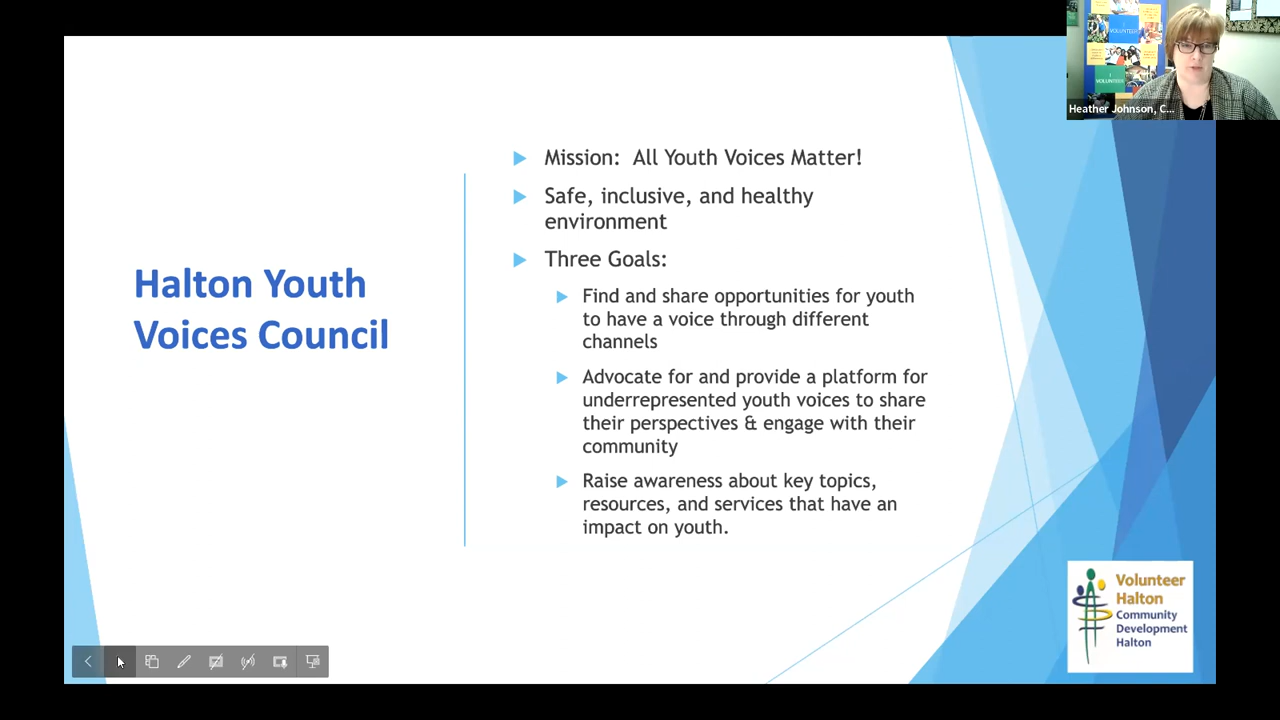 I
VOLUNTEER
I
VOLUNTEER
Heather Johnson, C...
Mission: All Youth Voices Matter!
Safe, inclusive, and healthy
environment
Three Goals:
Halton Youth
Voices Council
Find and share opportunities for youth
to have a voice through different
channels
Advocate for and provide a platform for
underrepresented youth voices to share
their perspectives & engage with their
community
Raise awareness about key topics,
resources, and services that have an
impact on youth.
Volunteer
Halton
Community
Development
Halton